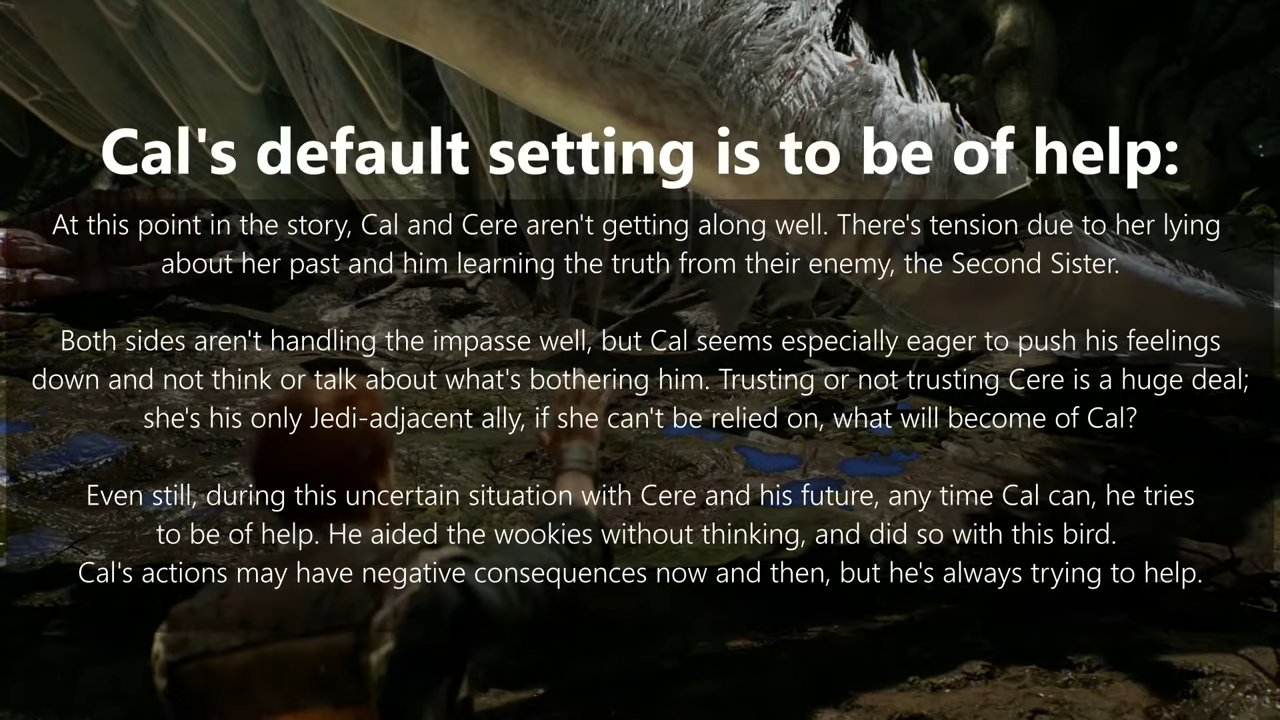 Cal's default setting is to be of help:
At this point in the story, Cal and Cere aren't getting along well. There's tension due to her lying
about her past and him learning the truth from their enemy, the Second Sister.
Both sides aren't handling the impasse well, but Cal seems especially eager to push his feelings
down and not think or talk about what's bothering him. Trusting or not trusting Cere is a huge deal;
she's his only Jedi-adjacent ally, if she can't be relied on, what will become of Cal?
Even still, during this uncertain situation with Cere and his future, any time Cal can, he tries
to be of help. He aided the wookies without thinking, and did so with this bird.
Cal's actions may have negative consequences now and then, but he's always trying to help.